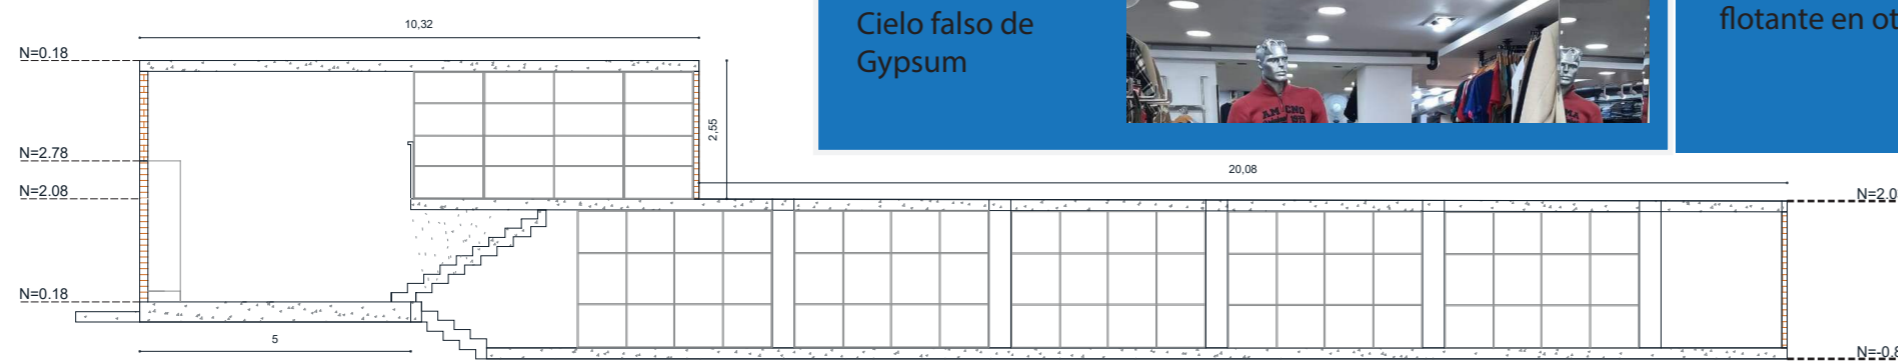 10,32
N=0.18
N=2.78
N=2.08
N=0.18
5
2,55
20,08
Cielo falso de
Gypsum
flotante en
N=2.0
N=-0.